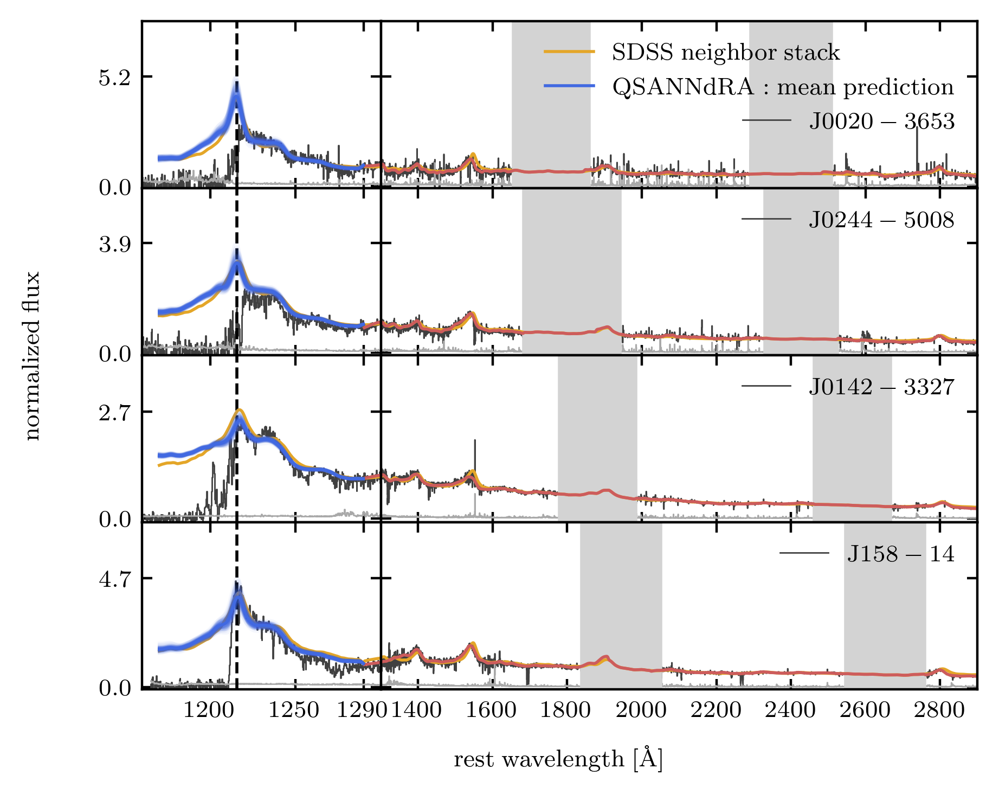 SDSS neighbor stack
5.2
QSANNdRA : mean prediction
J0020 − 3653
0.0
J0244 − 5008
3.9
0.0
J0142 − 3327
2.7
0.0
J158 − 14
4.7
0.0
normalized flux
1200 1250 1290 1400 1600 1800 2000 2200 2400 2600 2800
rest wavelength [Å]